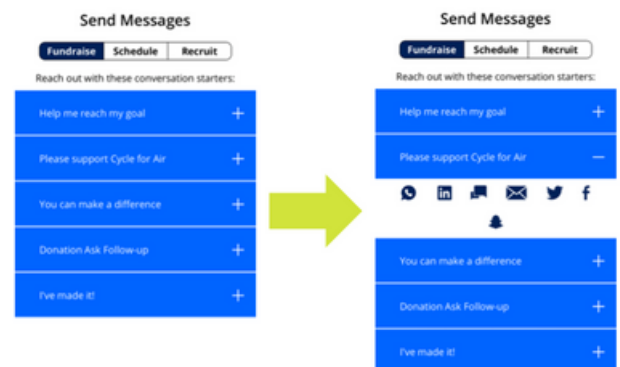 Send Messages
Fundraise Schedule Recruit
Reach out with these conversation starters:
Help me reach my goal
Please support Cycle for Air
You can make a difference
Donation Ask Follow-up
I've made it!
Send Messages
Fundraise Schedule Recruit
Reach out with these conversation starters:
Help me reach my goal
Please support Cycle for Air
You can make a difference
Donation Ask Follow-up
I've made it!